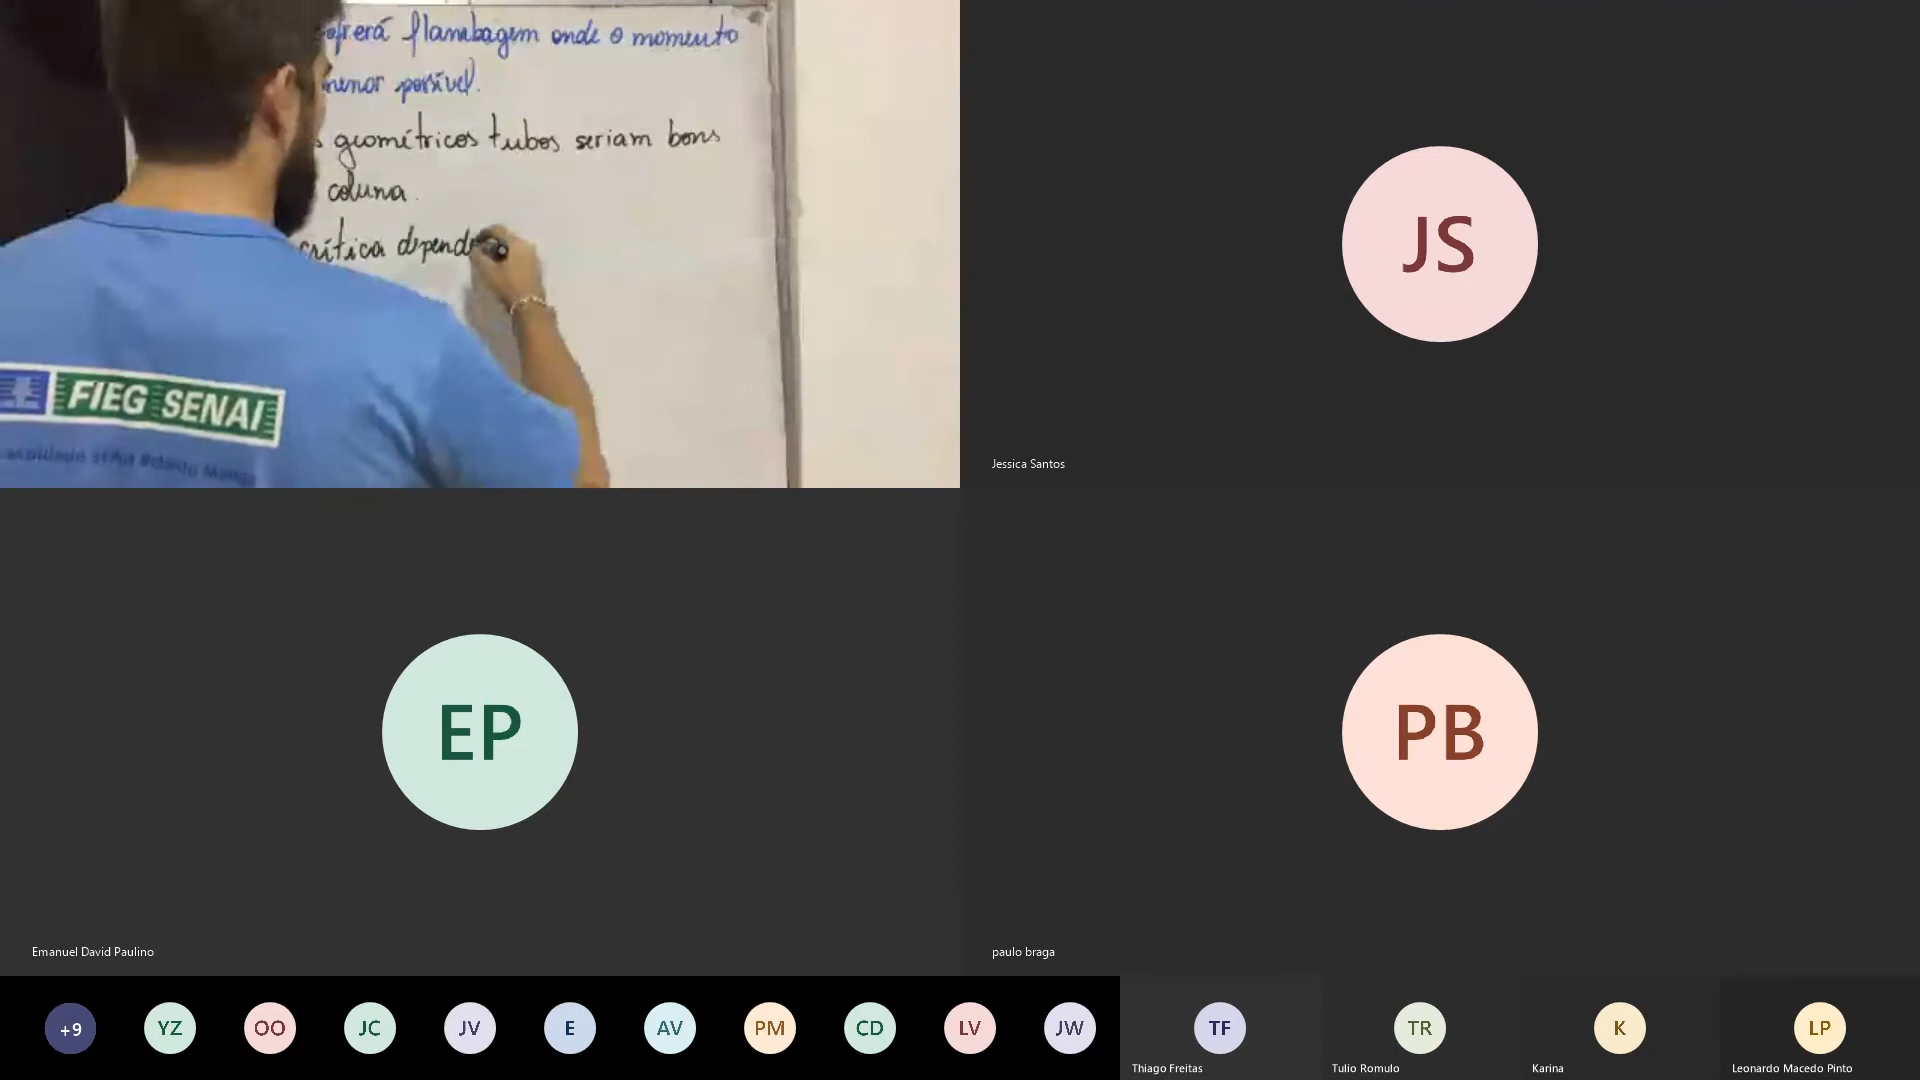 ofrerá flambagem onde o momento
menor possível.
s geométricos tubos seriam bons
coluna.
crítica depende
FIEG SENAI
JS
Jessica Santos
EP
Emanuel David Paulino
PB
paulo braga
+9 YZ OO JC JV E AV PM CD LV JW TF TR K LP
Thiago Freitas Tulio Romulo Karina Leonardo Macedo Pinto